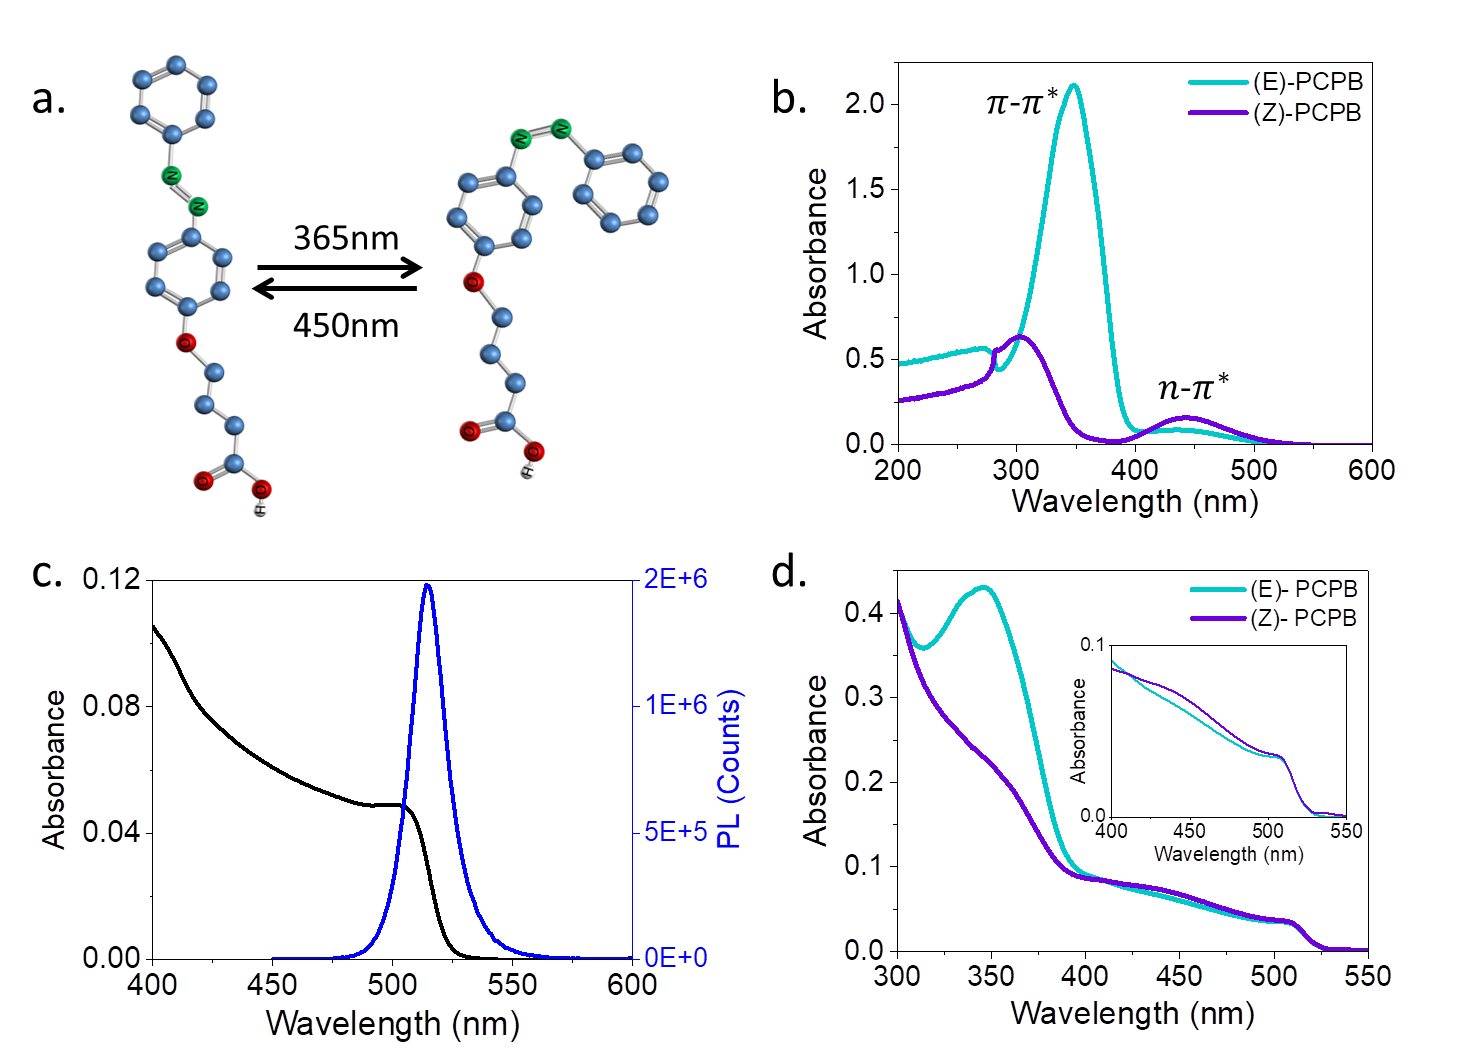 a.
N
N
O
O
O
H
365nm
450nm
N
N
O
O
O
H
b.
(E)-PCPB
(Z)-PCPB
π-π*
n-π*
2.0
1.5
1.0
0.5
0.0
Absorbance
200 300 400 500 600
Wavelength (nm)
c.
0.12
0.08
0.04
0.00
Absorbance
2E+6
1E+6
5E+5
0E+0
PL (Counts)
400 450 500 550 600
Wavelength (nm)
d.
(E)- PCPB
(Z)- PCPB
0.4
0.3
0.2
0.1
0.0
Absorbance
0.1
0.0
Absorbance
400 450 500 550
Wavelength (nm)
300 350 400 450 500 550
Wavelength (nm)